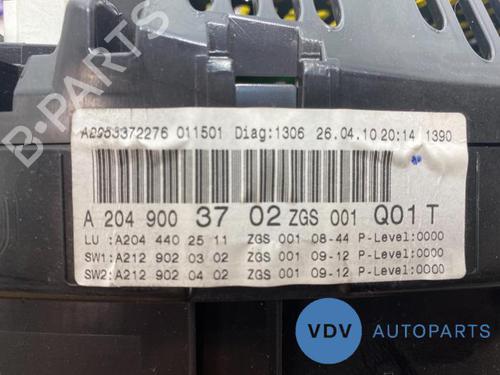 A2C53372276 011501 Diag:1306 26.04.10 20:14 1390
A 204 900 37 02 ZGS 001 Q01 T
LU :A204 440 25 11 ZGS 001 08-44 P-Level:0000
SW1:A212 902 03 02 ZGS 001 09-12 P-Level:0000
SW2:A212 902 04 02 ZGS 001 09-12 P-Level:0000
VDV AUTOPARTS